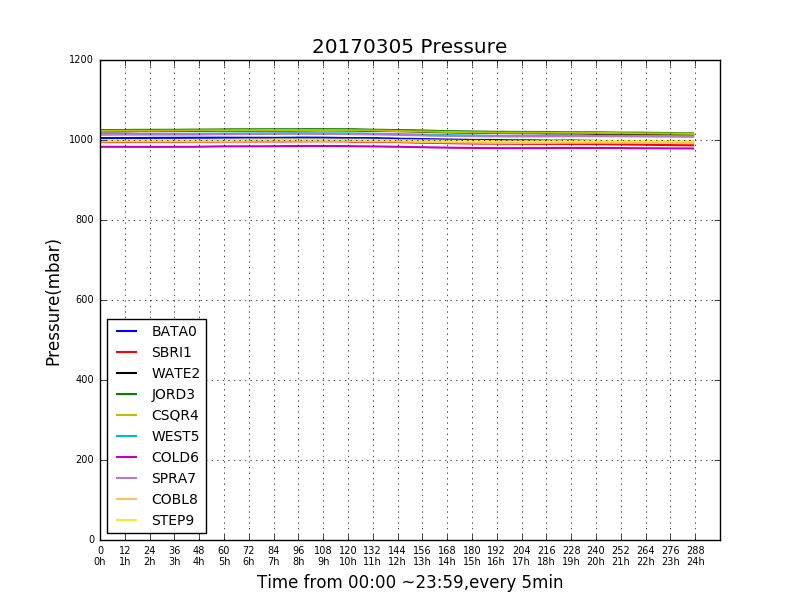 20170305 Pressure
1200
1000
800
600
400
200
0
Pressure(mbar)
BATA0
SBRI1
WATE2
JORD3
CSQR4
WEST5
COLD6
SPRA7
COBL8
STEP9
0 12 24 36 48 60 72 84 96 108 120 132 144 156 168 180 192 204 216 228 240 252 264 276 288
0h 1h 2h 3h 4h 5h 6h 7h 8h 9h 10h 11h 12h 13h 14h 15h 16h 17h 18h 19h 20h 21h 22h 23h 24h
Time from 00:00 ~23:59,every 5min